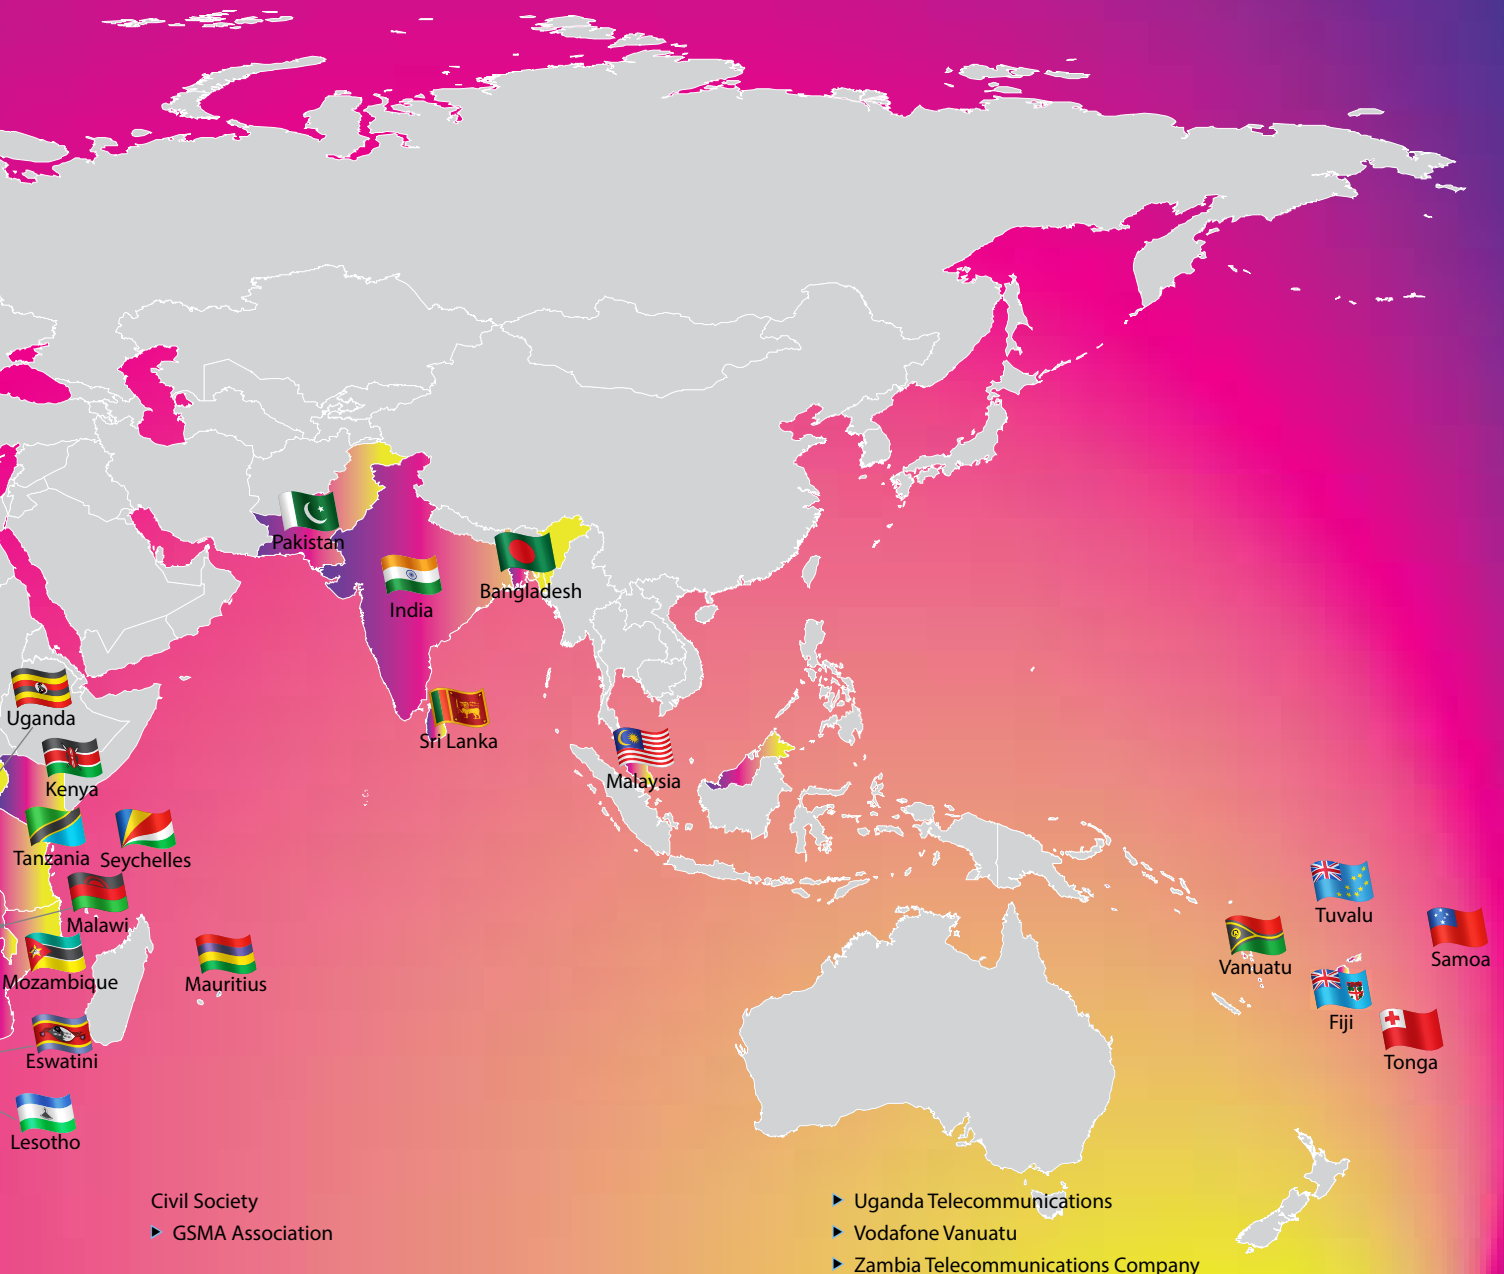 Pakistan
India
Bangladesh
Uganda
Sri Lanka
Kenya
Malaysia
Tanzania
Seychelles
Malawi
Tuvalu
Mozambique
Mauritius
Vanuatu
Samoa
Fiji
Eswatini
Tonga
Lesotho
Civil Society
GSMA Association
Uganda Telecommunications
Vodafone Vanuatu
Zambia Telecommunications Company